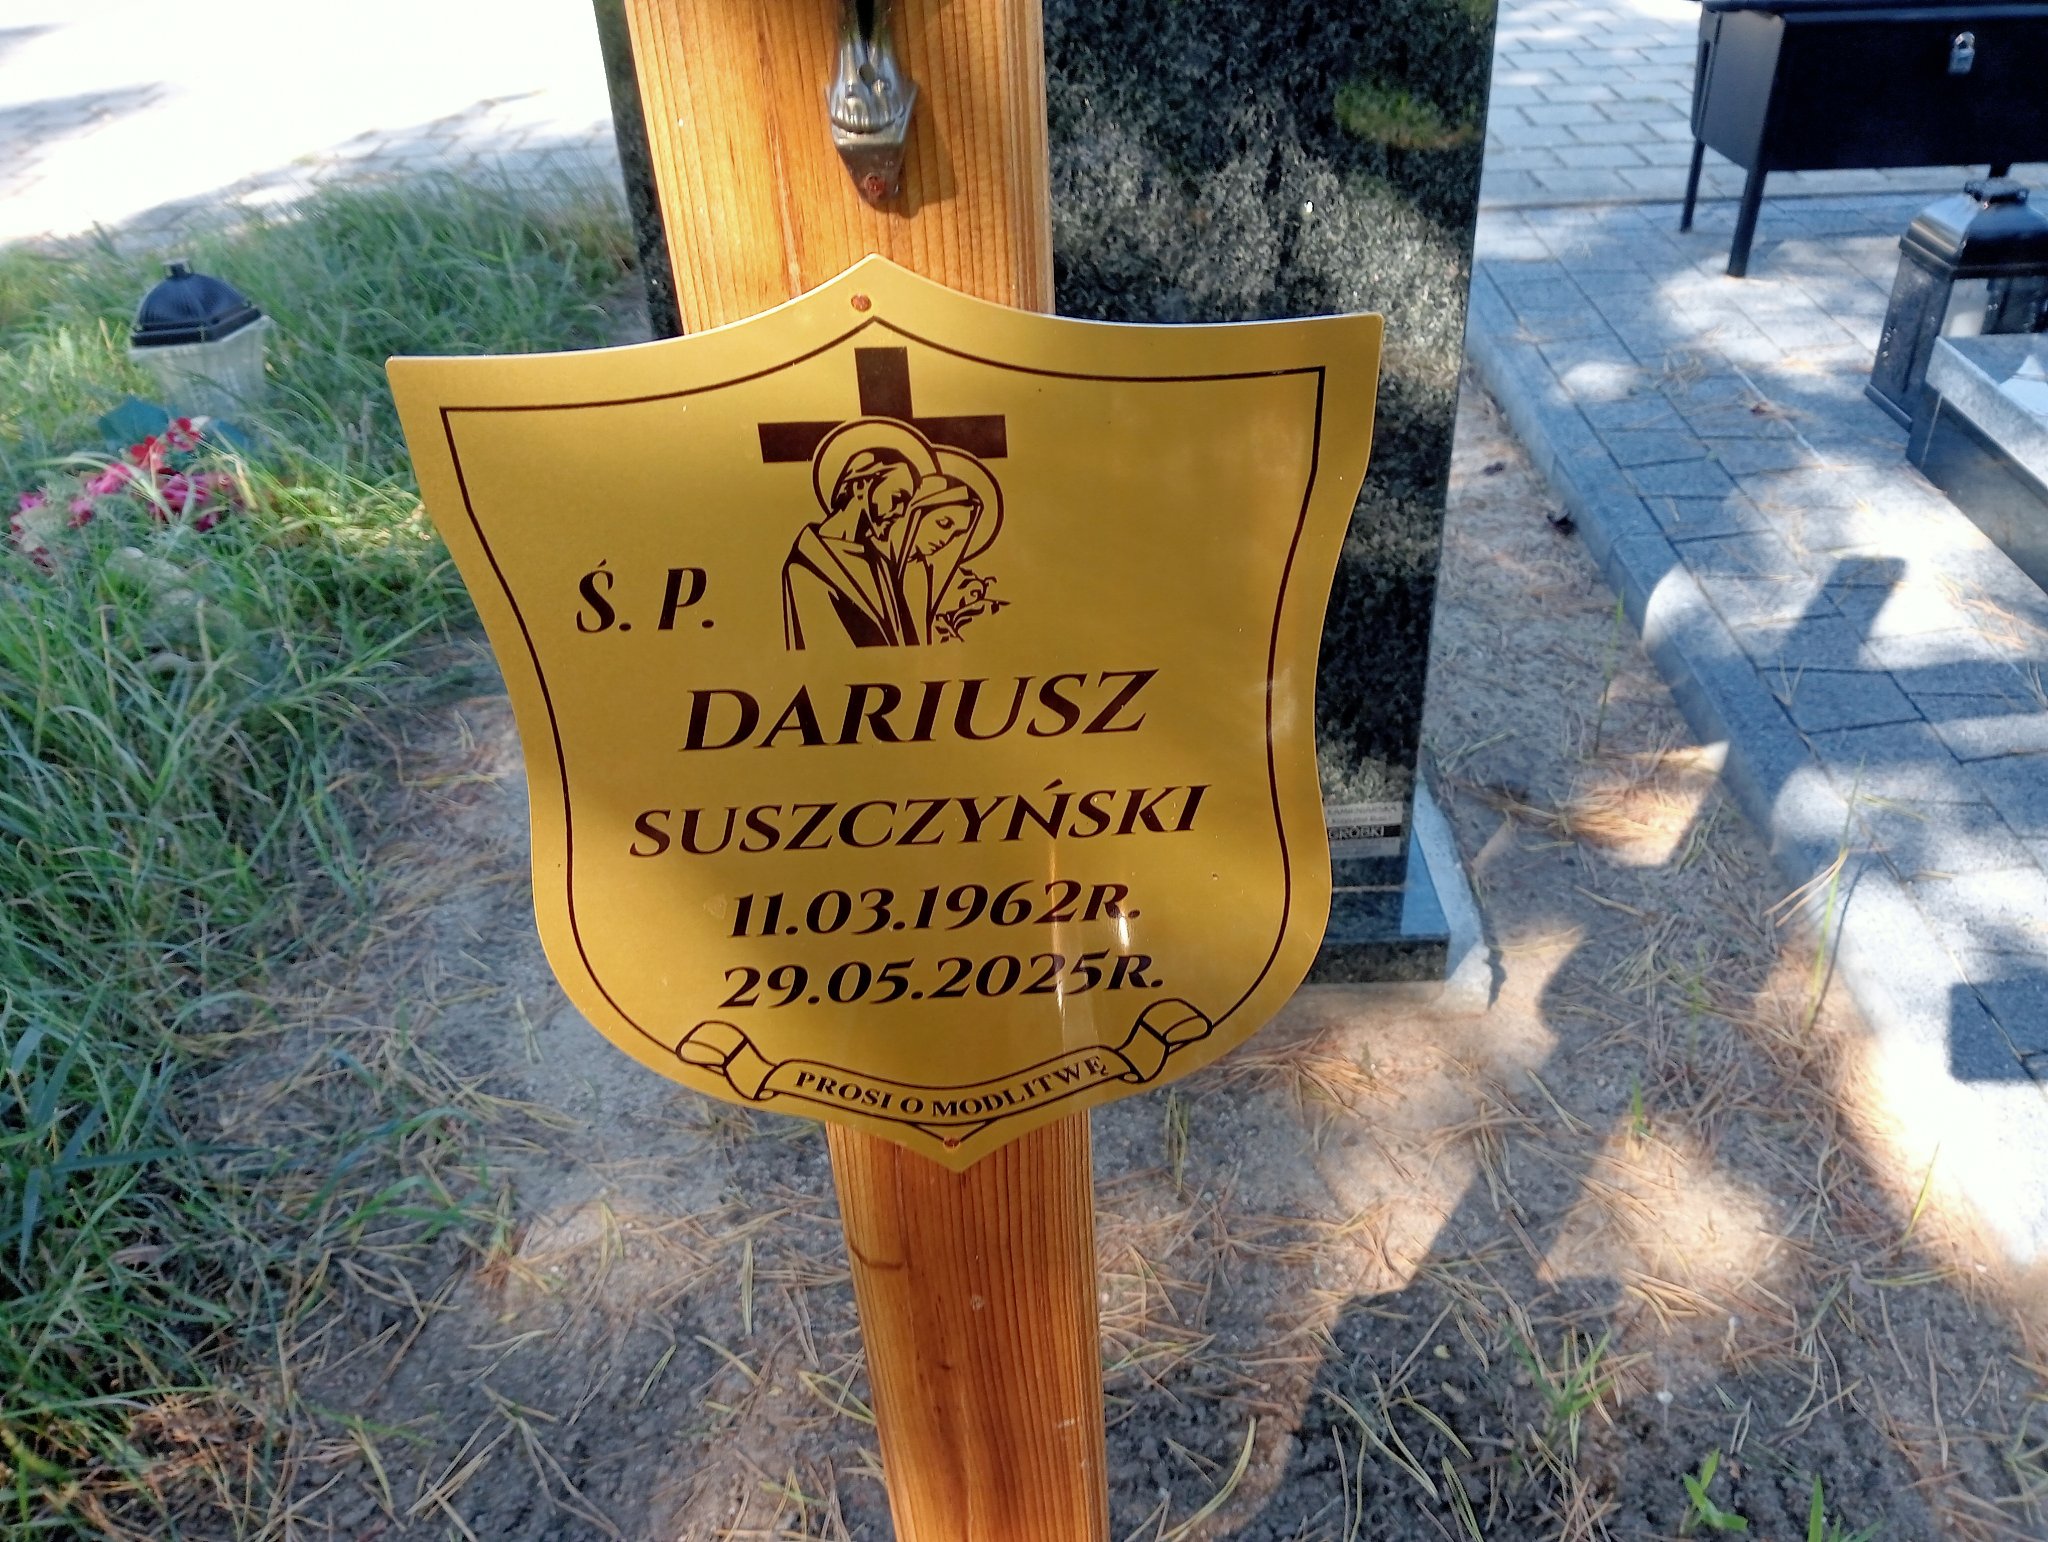 Ś. P.
DARIUSZ
SUSZCZYŃSKI
11.03.1962R.
29.05.2025R.
PROSI O MODLITWĘ